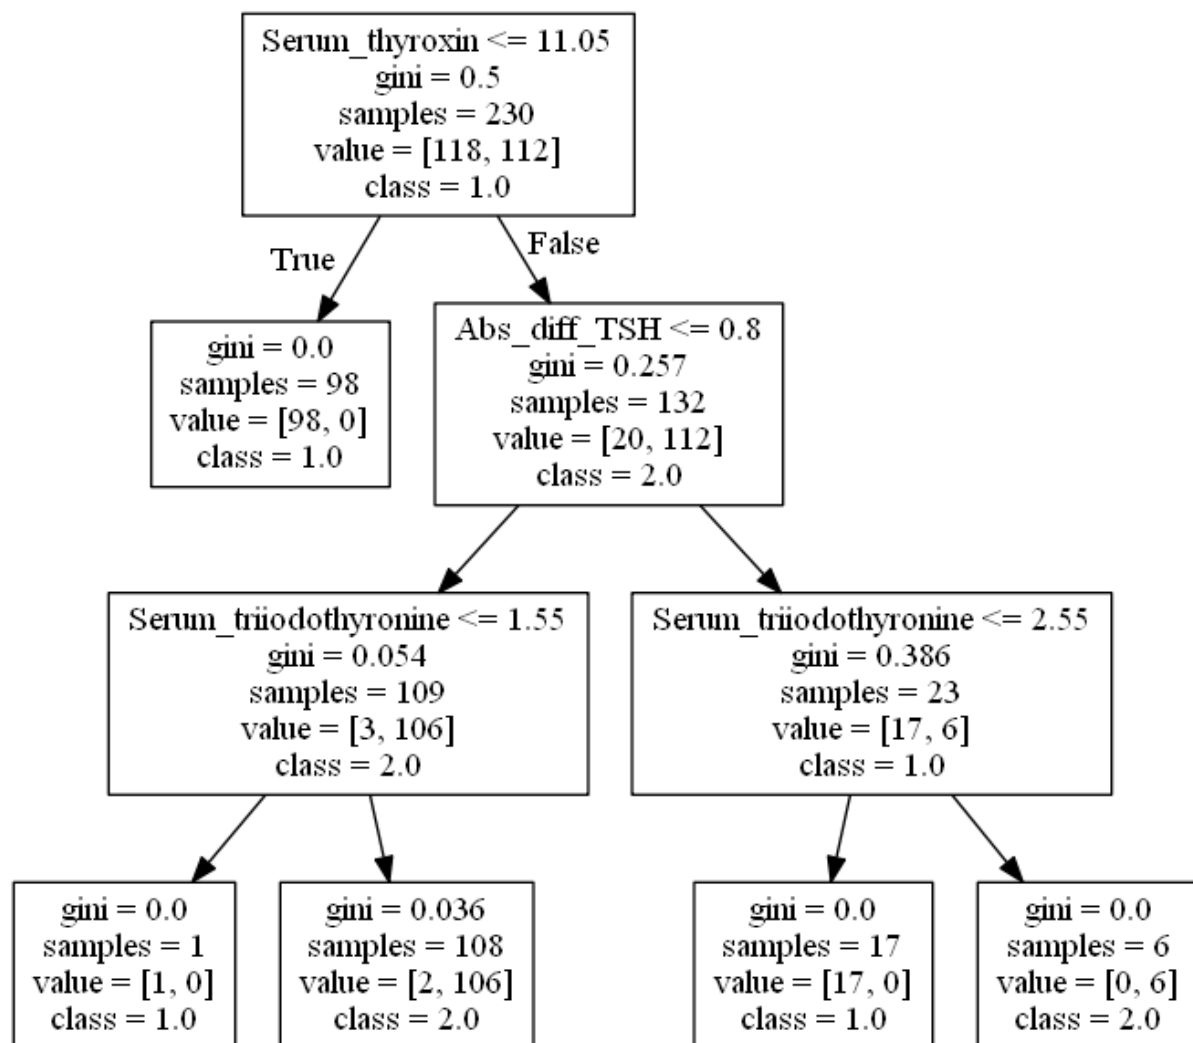 Serum_thyroxin <= 11.05
gini = 0.5
samples = 230
value = [118, 112]
class = 1.0
True
False
gini = 0.0
samples = 98
value = [98, 0]
class = 1.0
Abs_diff_TSH <= 0.8
gini = 0.257
samples = 132
value = [20, 112]
class = 2.0
Serum_triiodothyronine <= 1.55
gini = 0.054
samples = 109
value = [3, 106]
class = 2.0
Serum_triiodothyronine <= 2.55
gini = 0.386
samples = 23
value = [17, 6]
class = 1.0
gini = 0.0
samples = 1
value = [1, 0]
class = 1.0
gini = 0.036
samples = 108
value = [2, 106]
class = 2.0
gini = 0.0
samples = 17
value = [17, 0]
class = 1.0
gini = 0.0
samples = 6
value = [0, 6]
class = 2.0